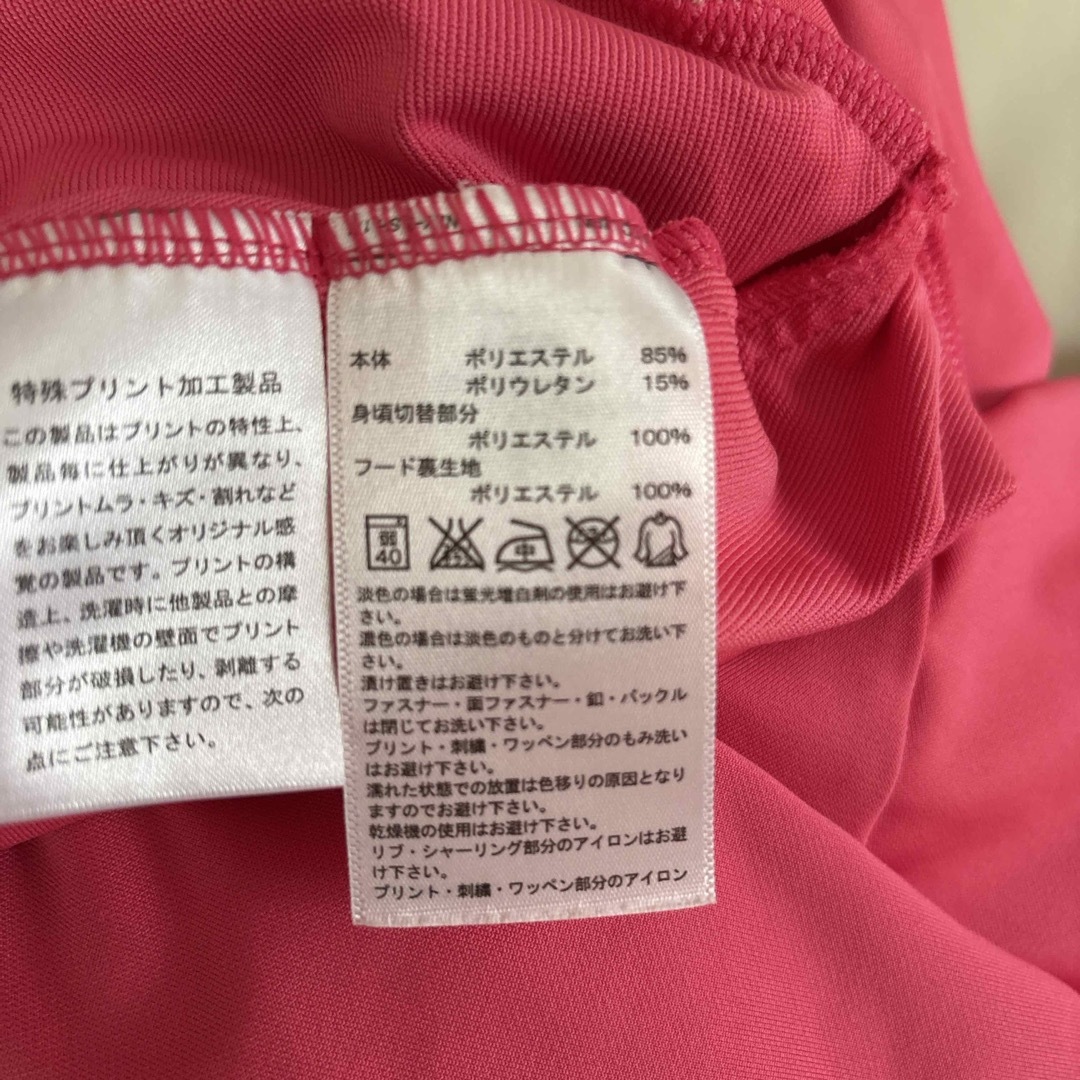 特殊プリント加工製品
この製品はプリントの特性上、
製品毎に仕上がりが異なり、
プリントムラ・キズ・割れなど
をお楽しみ頂くオリジナル感
覚の製品です。プリントの構
造上、洗濯時に他製品との摩
擦や洗濯機の壁面でプリント
部分が破損したり、剥離する
可能性がありますので、次の
点にご注意下さい。
本体 ポリエステル 85%
ポリウレタン 15%
身頃切替部分
ポリエステル 100%
フード裏生地
ポリエステル 100%
弱
40
中
淡色の場合は蛍光増白剤の使用はお避け下
さい。
濃色の場合は淡色のものと分けてお洗い下
さい。
漬け置きはお避け下さい。
ファスナー・面ファスナー・釦・バックル
は閉じてお洗い下さい。
プリント・刺繍・ワッペン部分のもみ洗い
はお避け下さい。
濡れた状態での放置は色移りの原因となり
ますのでお避け下さい。
乾燥機の使用はお避け下さい。
リブ・シャーリング部分のアイロンはお避
け下さい。
プリント・刺繍・ワッペン部分のアイロン